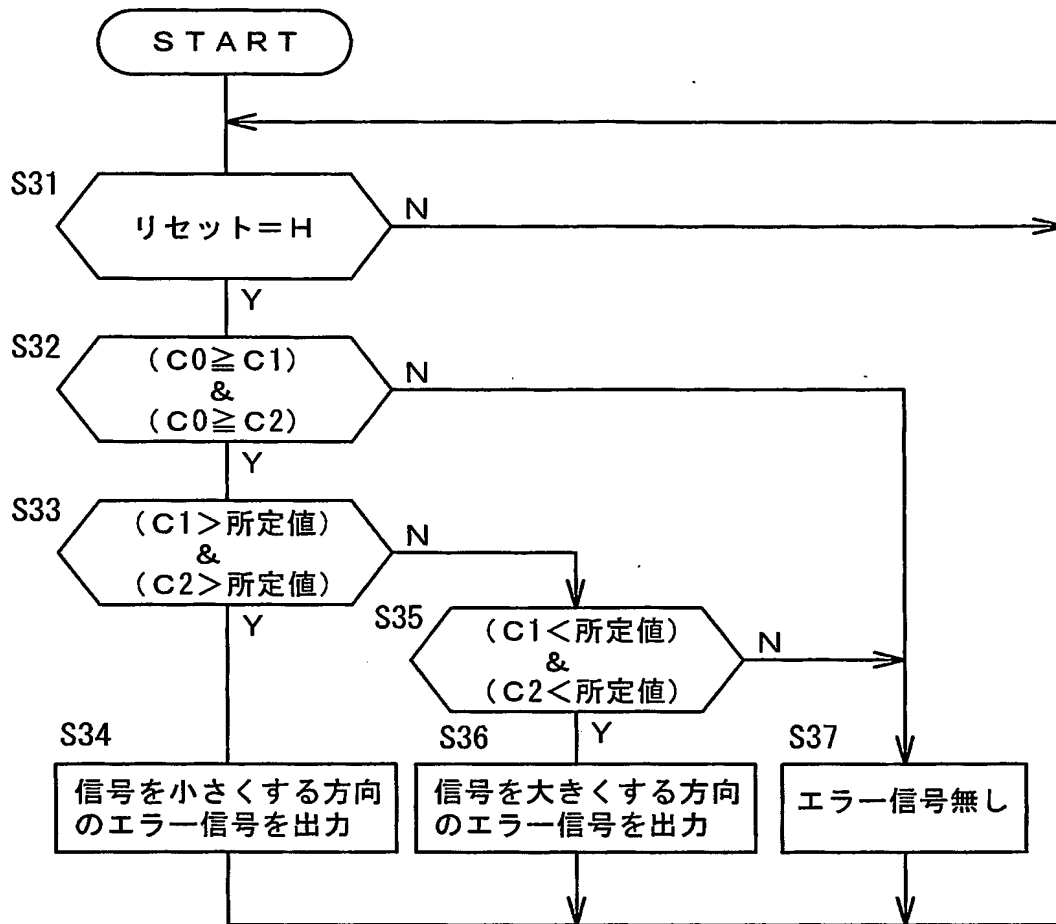 START
S31
リセット=H
N
Y
S32
(C0≧C1)
&
(C0≧C2)
N
Y
S33
(C1>所定値)
&
(C2>所定値)
N
Y
S35
(C1<所定値)
&
(C2<所定値)
N
Y
S34
信号を小さくする方向
のエラー信号を出力
S36
信号を大きくする方向
のエラー信号を出力
S37
エラー信号無し